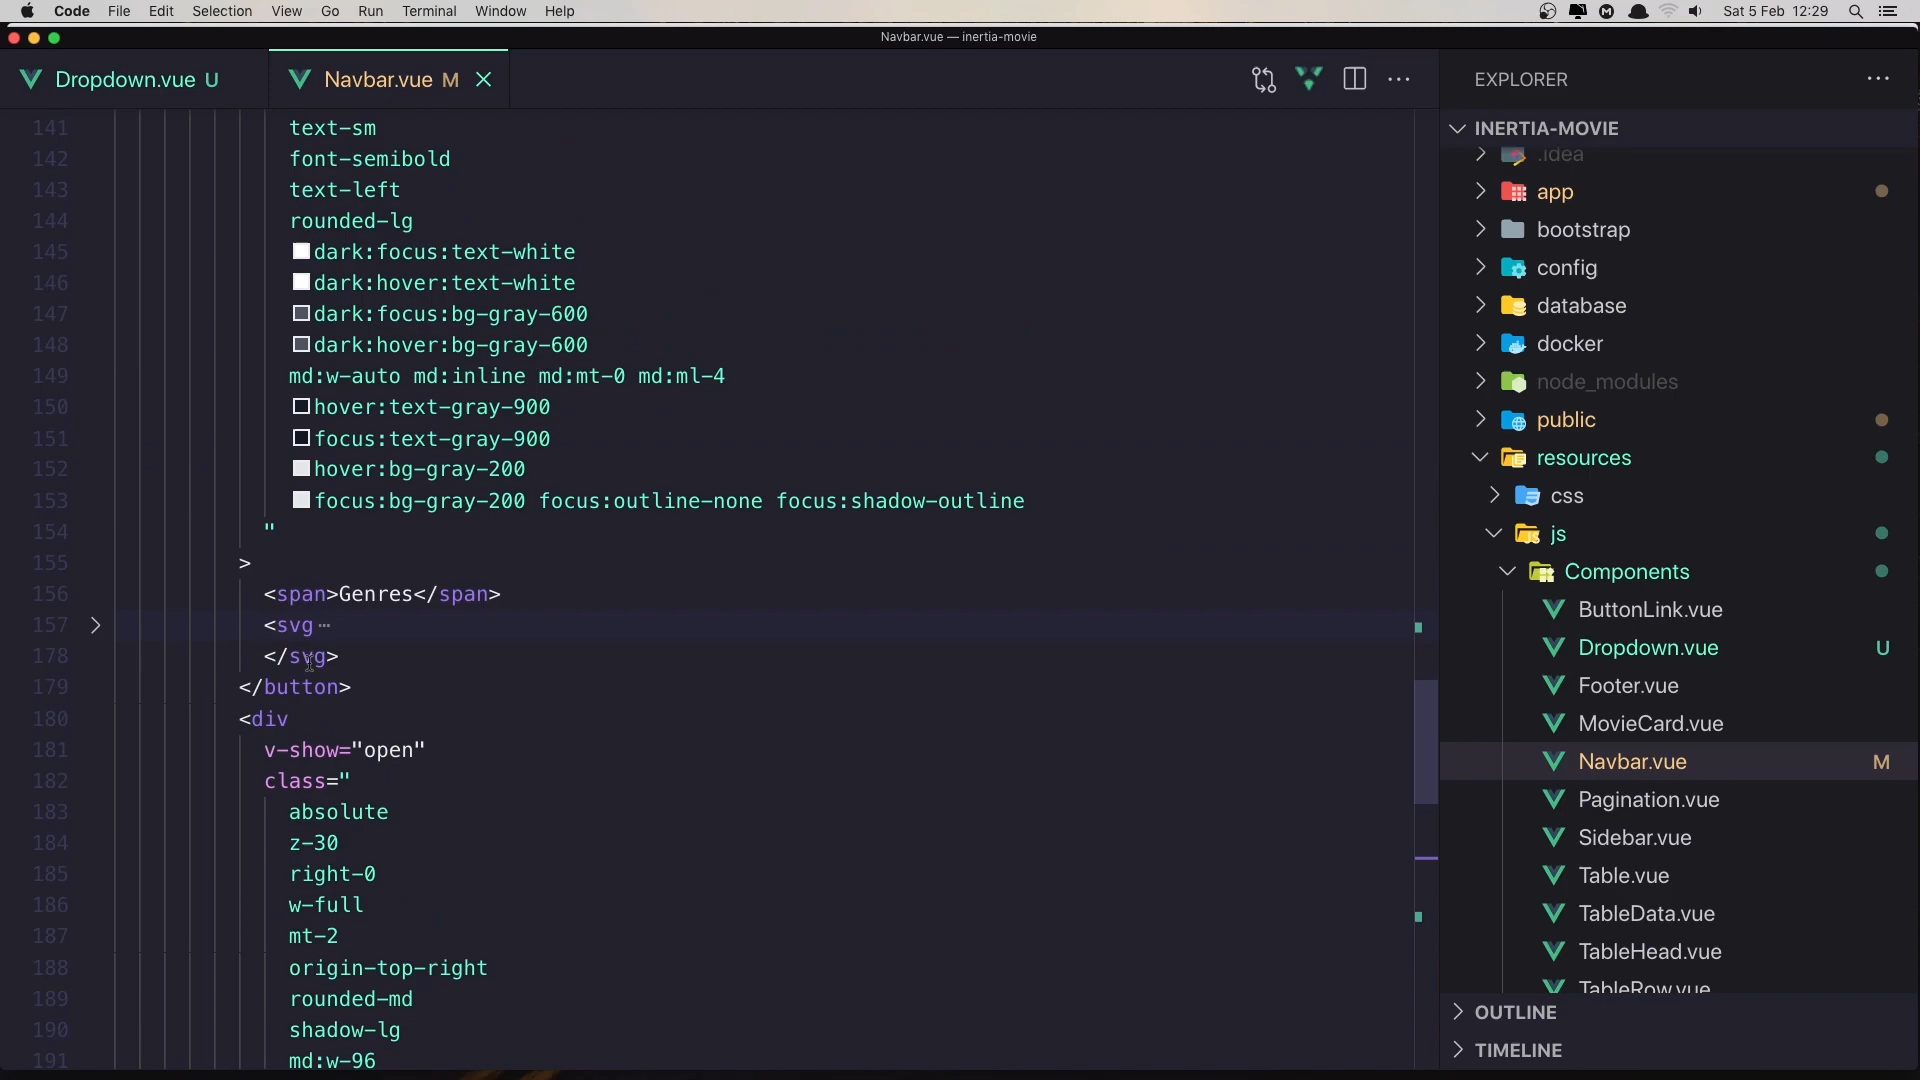 Code File Edit Selection View Go Run Terminal Window Help
Sat 5 Feb 12:29
Navbar.vue — inertia-movie
Dropdown.vue U
Navbar.vue M
141 text-sm
142 font-semibold
143 text-left
144 rounded-lg
145 dark:focus:text-white
146 dark:hover:text-white
147 dark:focus:bg-gray-600
148 dark:hover:bg-gray-600
149 md:w-auto md:inline md:mt-0 md:ml-4
150 hover:text-gray-900
151 focus:text-gray-900
152 hover:bg-gray-200
153 focus:bg-gray-200 focus:outline-none focus:shadow-outline
154 "
155 >
156 <span>Genres</span>
157 <svg ⋯
178 </svg>
179 </button>
180 <div
181 v-show="open"
182 class="
183 absolute
184 z-30
185 right-0
186 w-full
187 mt-2
188 origin-top-right
189 rounded-md
190 shadow-lg
191 md:w-96
EXPLORER
INERTIA-MOVIE
.idea
app
bootstrap
config
database
docker
node_modules
public
resources
css
js
Components
ButtonLink.vue
Dropdown.vue U
Footer.vue
MovieCard.vue
Navbar.vue M
Pagination.vue
Sidebar.vue
Table.vue
TableData.vue
TableHead.vue
TableRow.vue
OUTLINE
TIMELINE